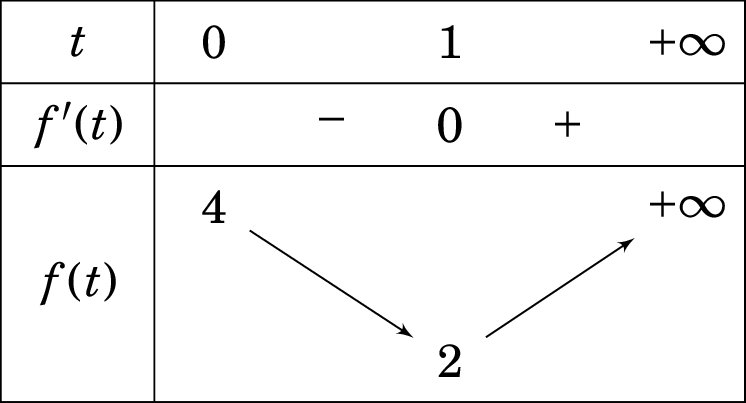 t 0 1 +∞
f′(t) − 0 +
4 +∞
f(t)
2